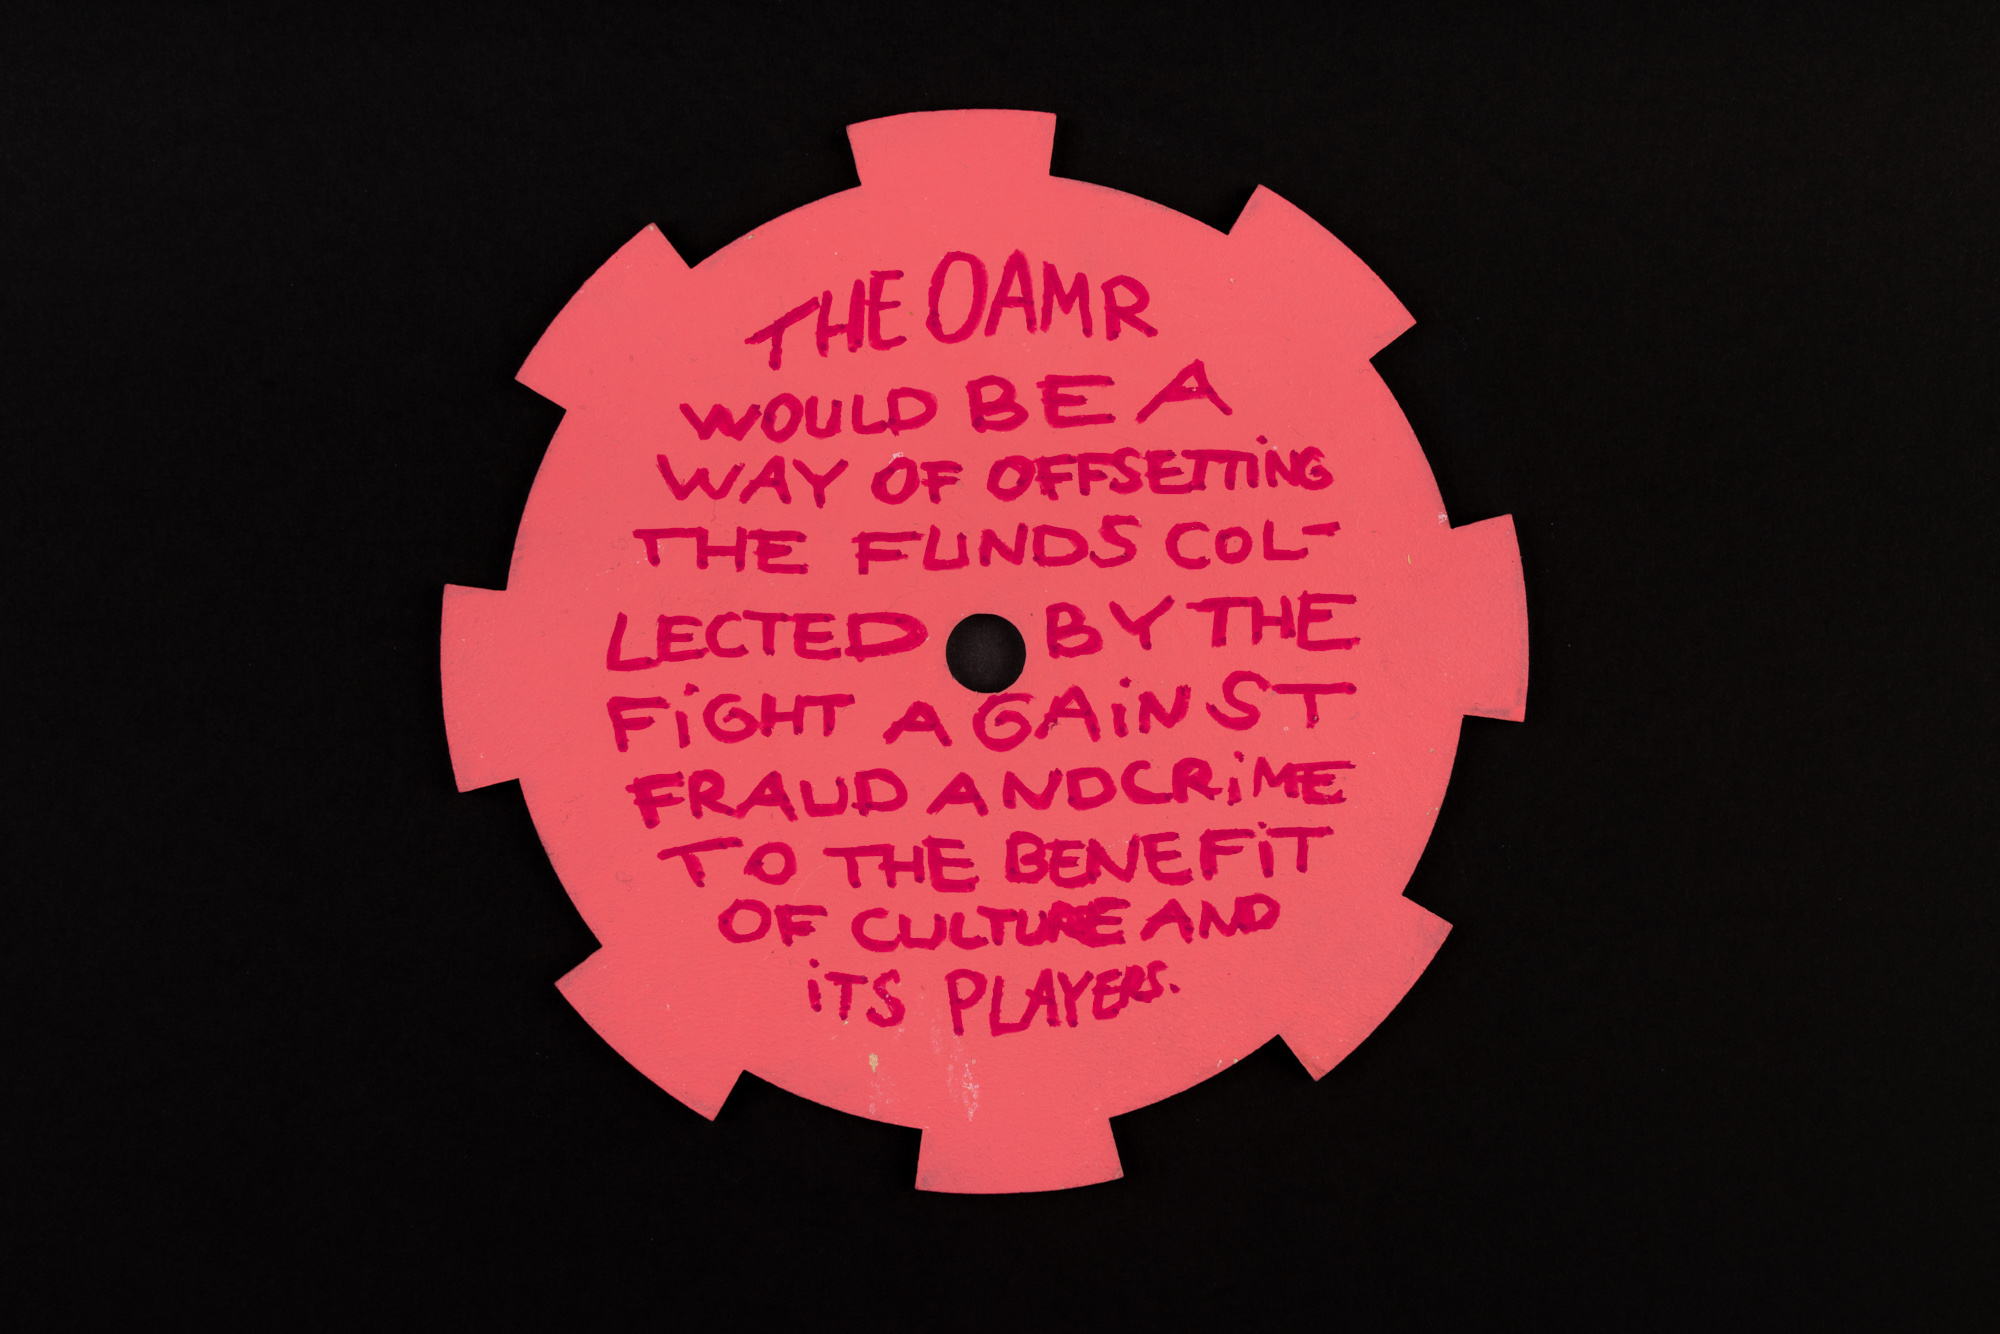 THE OAMR
WOULD BE A
WAY OF OFFSETTiNG
THE FUNDS COL-
LECTED BY THE
FiGHT AGAiNST
FRAUD AND CRiME
TO THE BENEFiT
OF CULTURE AND
iTS PLAYERS.